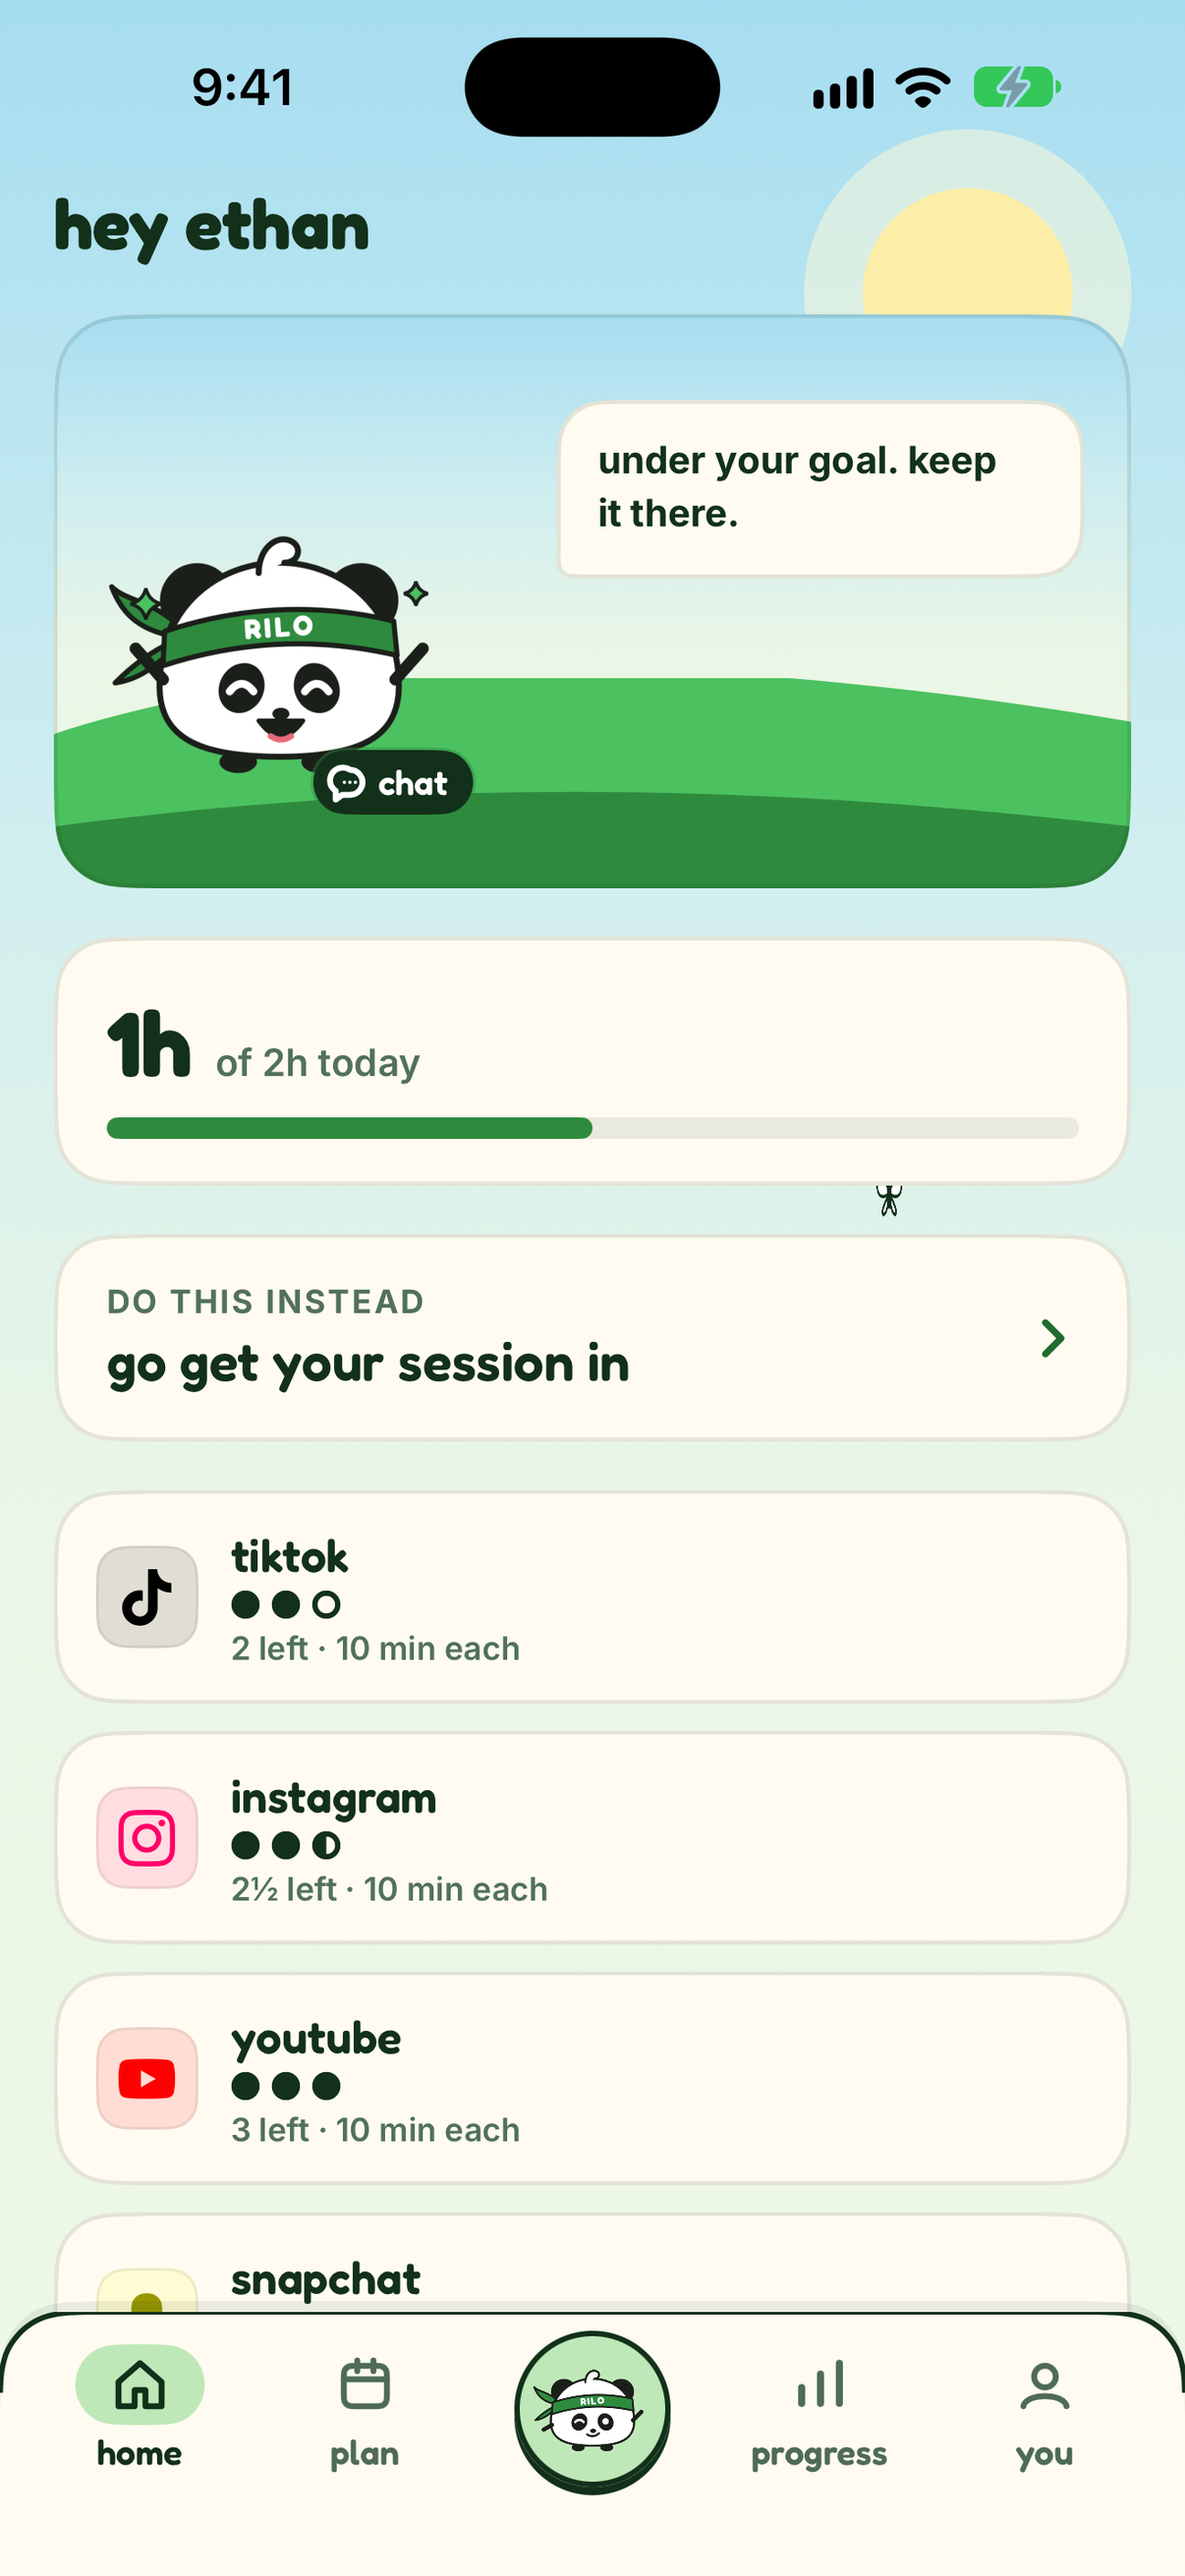 9:41
hey ethan
under your goal. keep
it there.
RILO
chat
1h of 2h today
DO THIS INSTEAD
go get your session in
tiktok
2 left · 10 min each
instagram
2½ left · 10 min each
youtube
3 left · 10 min each
snapchat
RILO
home
plan
progress
you